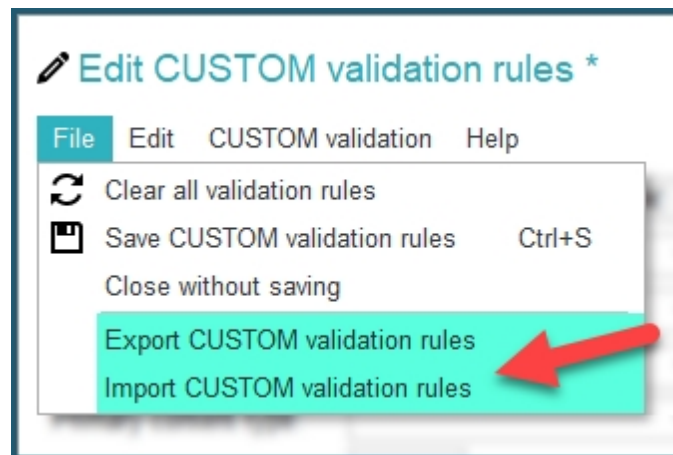 Edit CUSTOM validation rules *
File Edit CUSTOM validation Help
Clear all validation rules
Save CUSTOM validation rules Ctrl+S
Close without saving
Export CUSTOM validation rules
Import CUSTOM validation rules